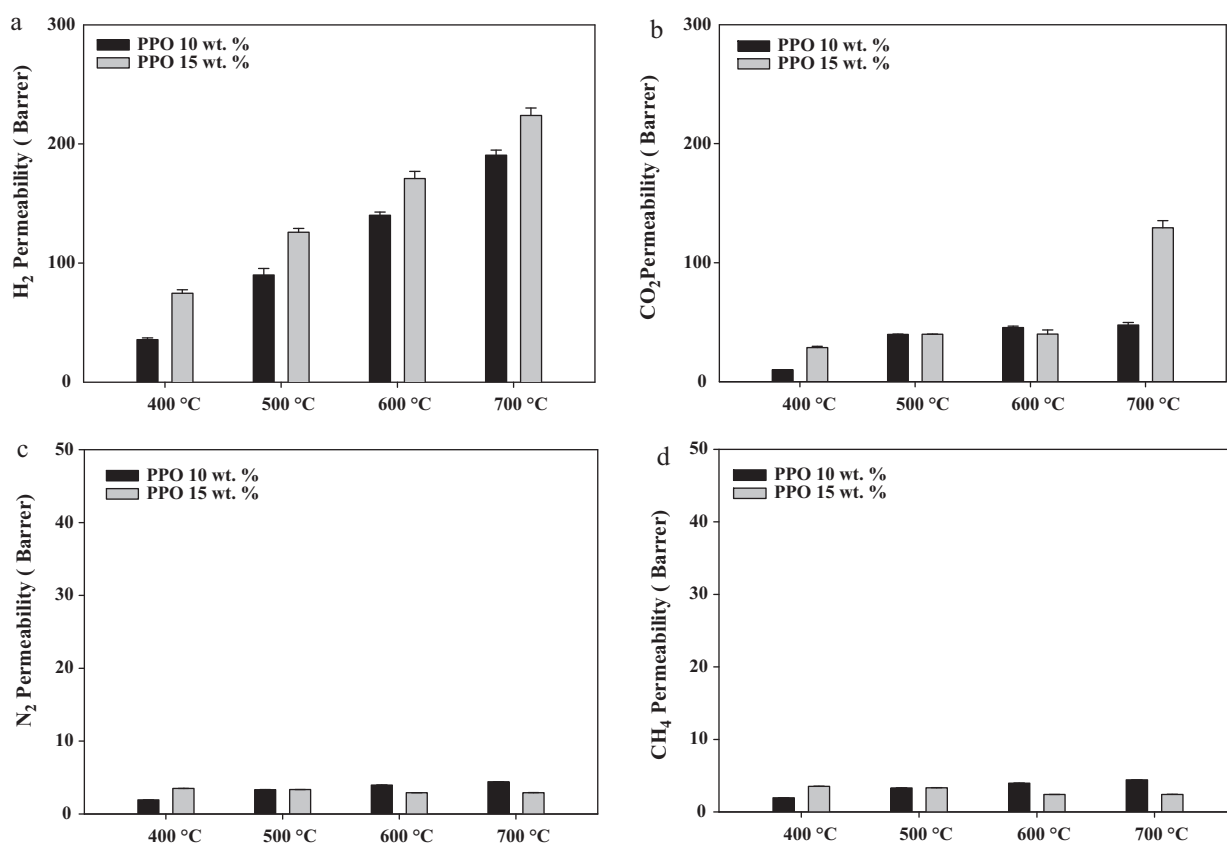 a
H₂ Permeability ( Barrer)
300
200
100
0
PPO 10 wt. %
PPO 15 wt. %
400 °C 500 °C 600 °C 700 °C
b
CO₂Permeability ( Barrer)
300
200
100
0
PPO 10 wt. %
PPO 15 wt. %
400 °C 500 °C 600 °C 700 °C
c
N₂ Permeability ( Barrer)
50
40
30
20
10
0
PPO 10 wt. %
PPO 15 wt. %
400 °C 500 °C 600 °C 700 °C
d
CH₄ Permeability ( Barrer)
50
40
30
20
10
0
PPO 10 wt. %
PPO 15 wt. %
400 °C 500 °C 600 °C 700 °C